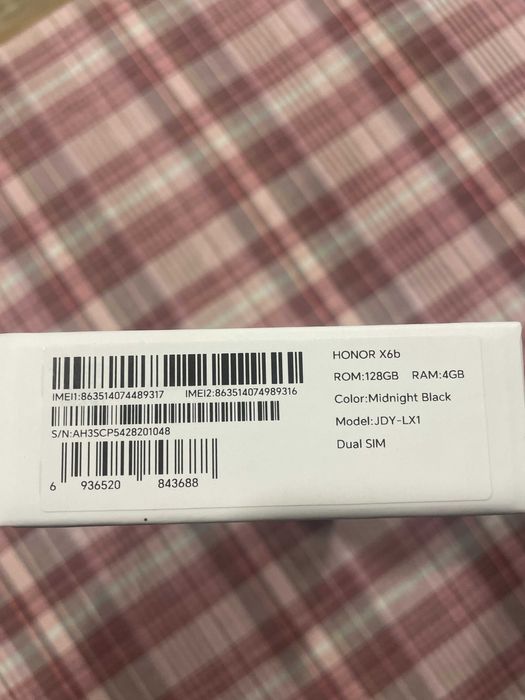 IMEI1:863514074489317 IMEI2:863514074989316
S/N:AH3SCP5428201048
6 936520 843688
HONOR X6b
ROM:128GB RAM:4GB
Color:Midnight Black
Model:JDY-LX1
Dual SIM